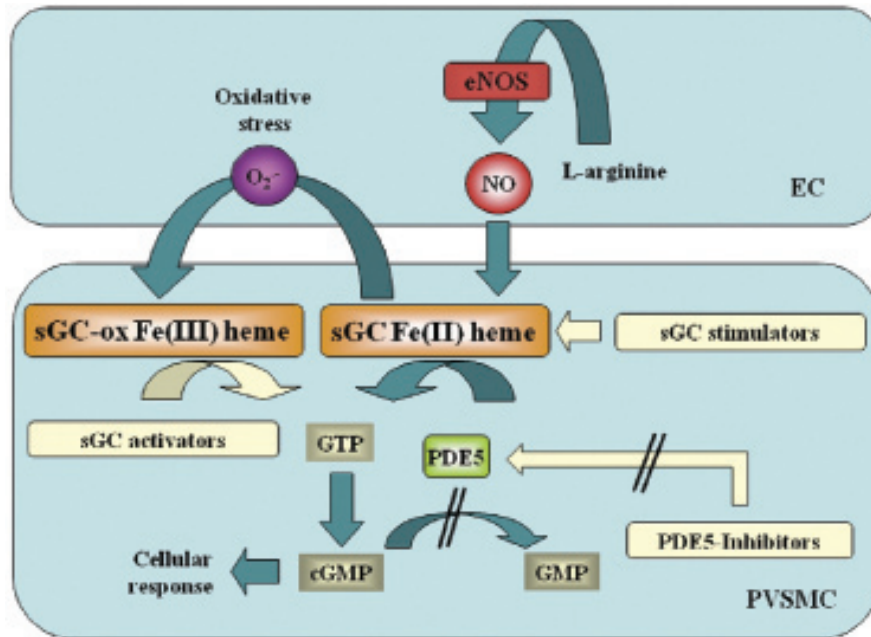 eNOS
Oxidative
stress
O₂⁻
NO
L-arginine
EC
sGC-ox Fe(III) heme
sGC Fe(II) heme
sGC stimulators
sGC activators
GTP
PDE5
PDE5-Inhibitors
Cellular
response
cGMP
GMP
PVSMC